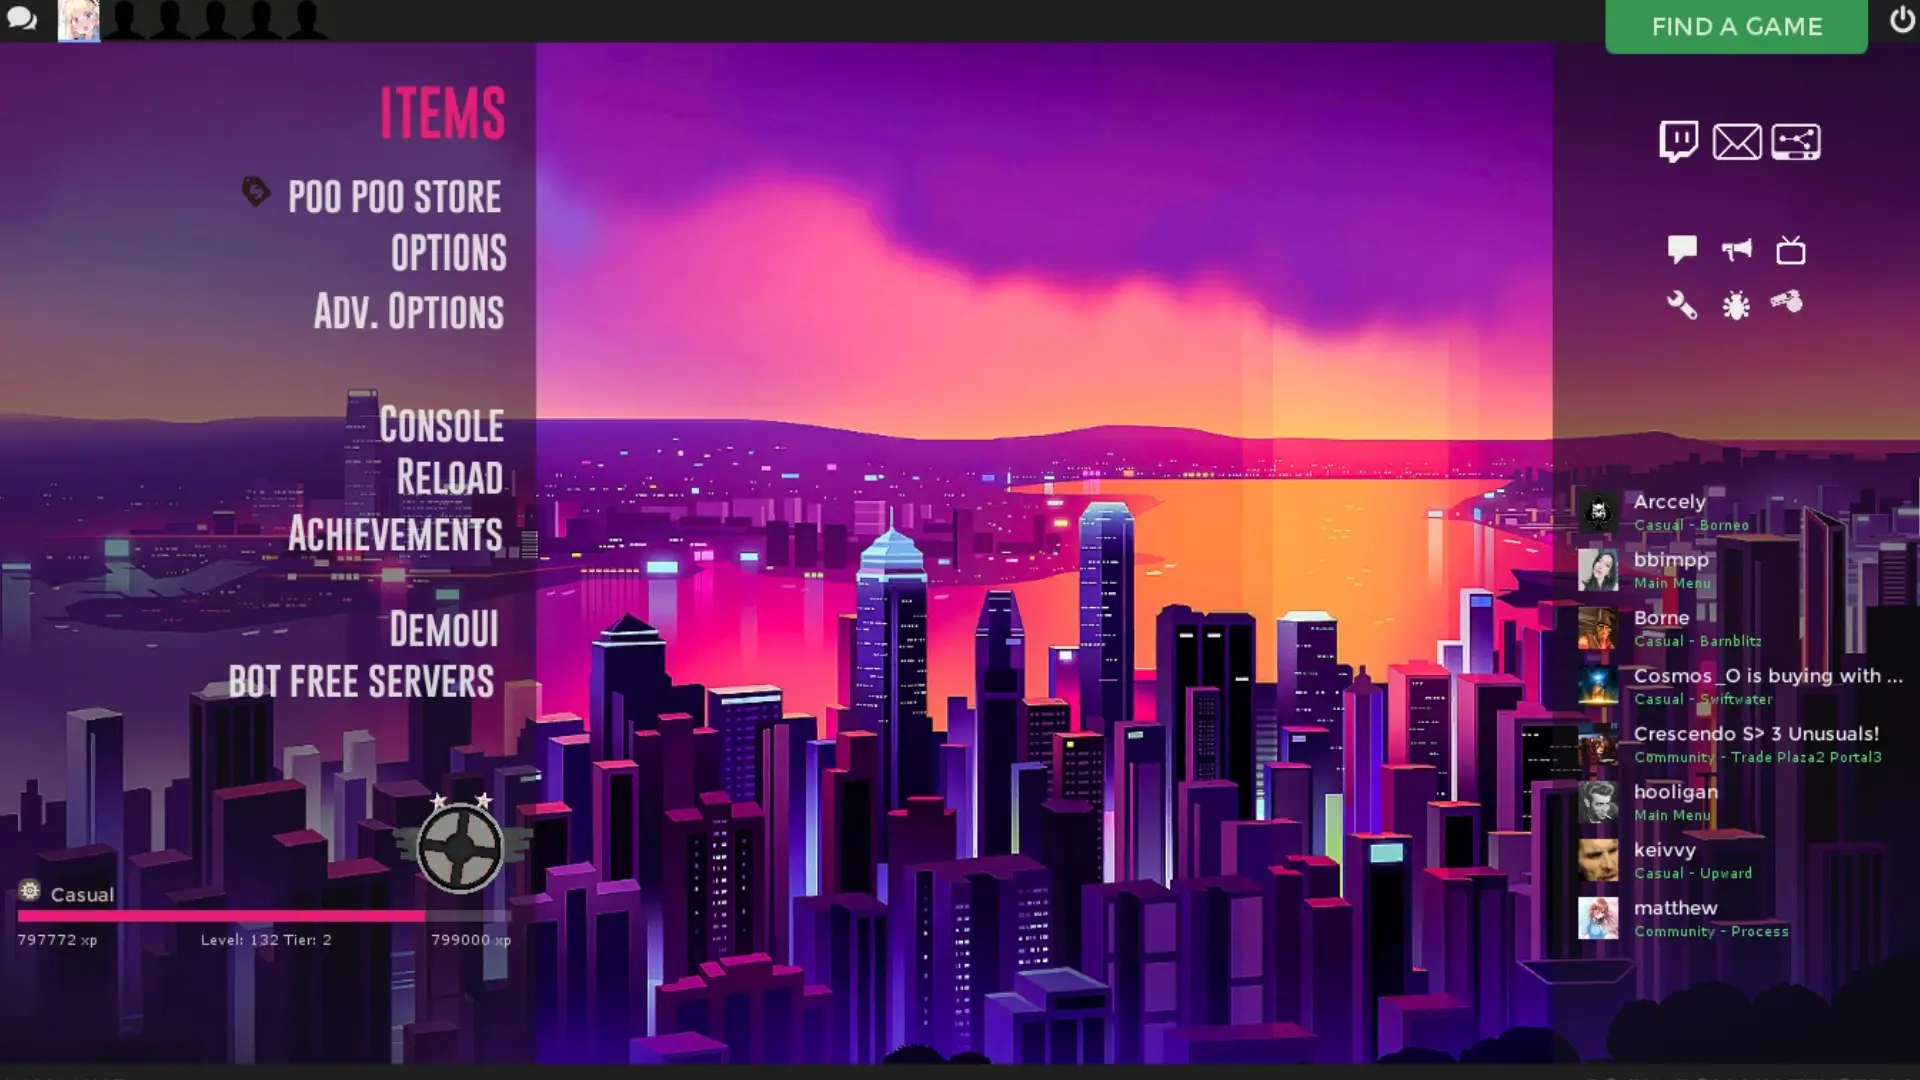 FIND A GAME
ITEMS
POO POO STORE
OPTIONS
ADV. OPTIONS
CONSOLE
RELOAD
ACHIEVEMENTS
DEMOUI
BOT FREE SERVERS
Casual
797772 xp
Level: 132 Tier: 2
799000 xp
Arccely
Casual - Borneo
bbimpp
Main Menu
Borne
Casual - Barnblitz
Cosmos_O is buying with ...
Casual - Swiftwater
Crescendo S> 3 Unusuals!
Community - Trade Plaza2 Portal3
hooligan
Main Menu
keivvy
Casual - Upward
matthew
Community - Process